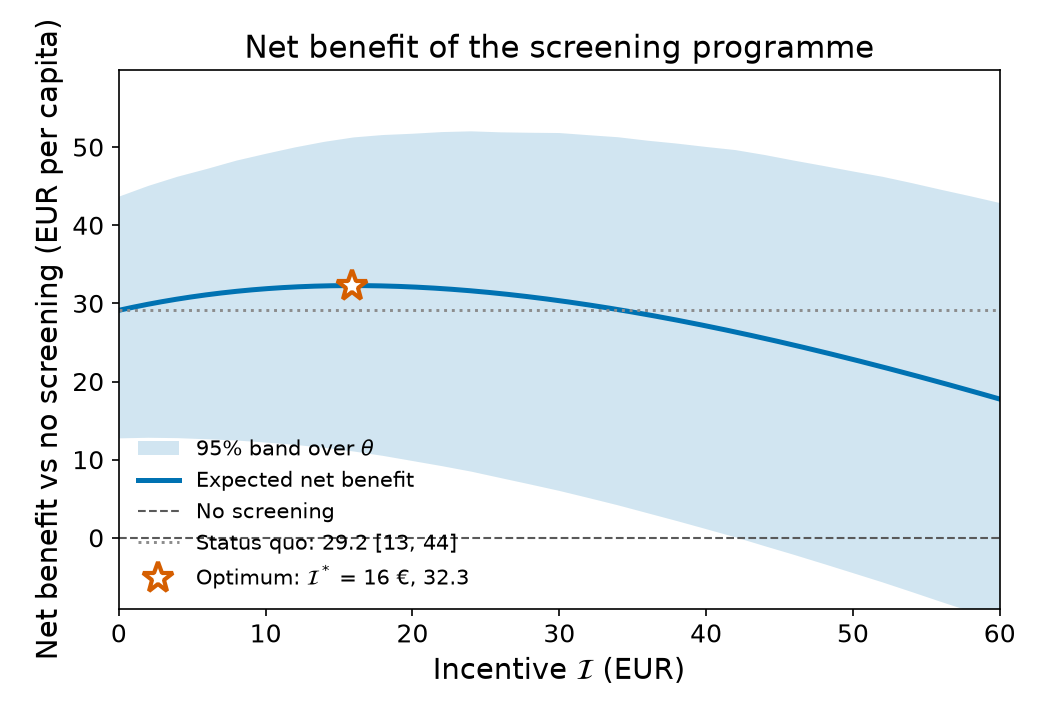 Net benefit of the screening programme
Net benefit vs no screening (EUR per capita)
50
40
30
20
10
0
95% band over θ
Expected net benefit
No screening
Status quo: 29.2 [13, 44]
Optimum: ℐ* = 16 €, 32.3
0 10 20 30 40 50 60
Incentive ℐ (EUR)